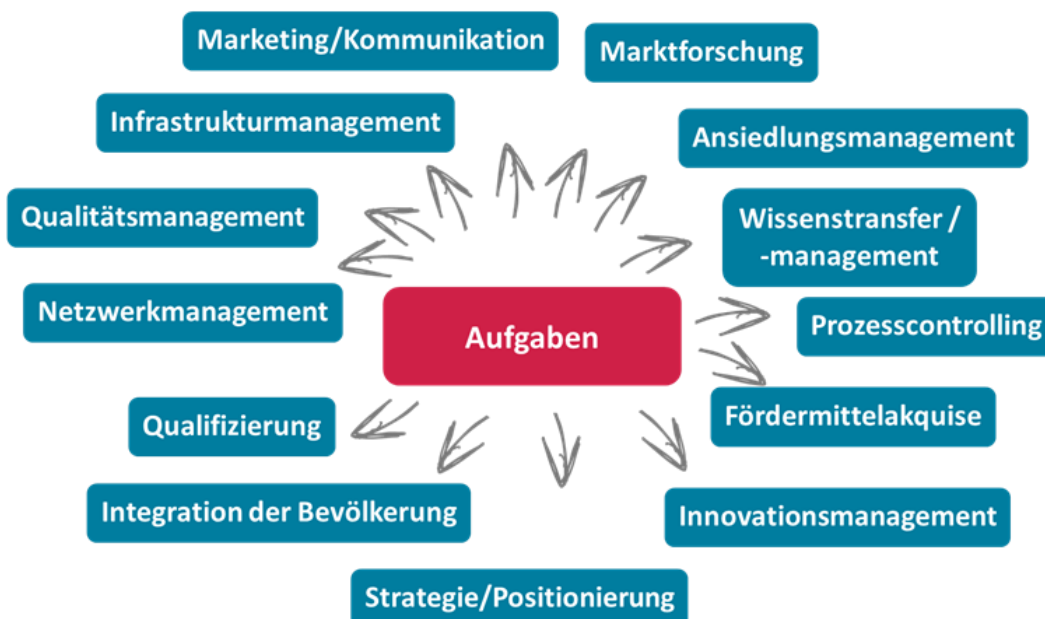 Marketing/Kommunikation
Marktforschung
Infrastrukturmanagement
Ansiedlungsmanagement
Qualitätsmanagement
Wissenstransfer /
-management
Netzwerkmanagement
Prozesscontrolling
Aufgaben
Qualifizierung
Fördermittelakquise
Integration der Bevölkerung
Innovationsmanagement
Strategie/Positionierung